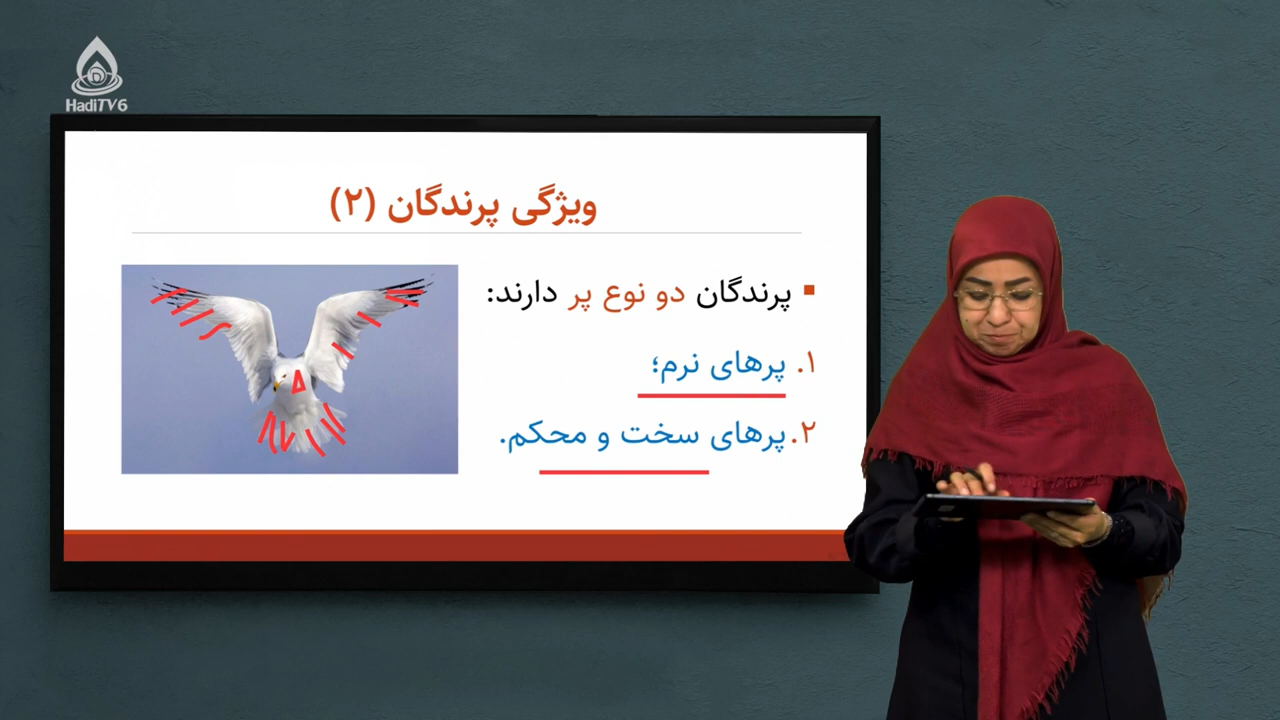 HadiTV6
ویژگی پرندگان (۲)
▪ پرندگان دو نوع پر دارند:
۱. پرهای نرم؛
۲. پرهای سخت و محکم.